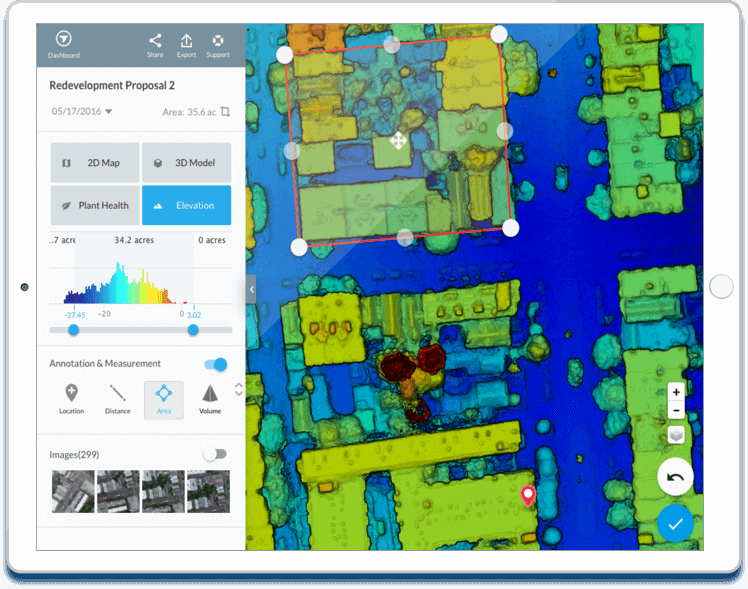 Dashboard
Share
Export
Support
Redevelopment Proposal 2
05/17/2016
Area: 35.6 ac
2D Map
3D Model
Plant Health
Elevation
..7 acre
34.2 acres
0 acres
-27.45
-20
0
3.02
Annotation & Measurement
Location
Distance
Area
Volume
Images(299)
+
-